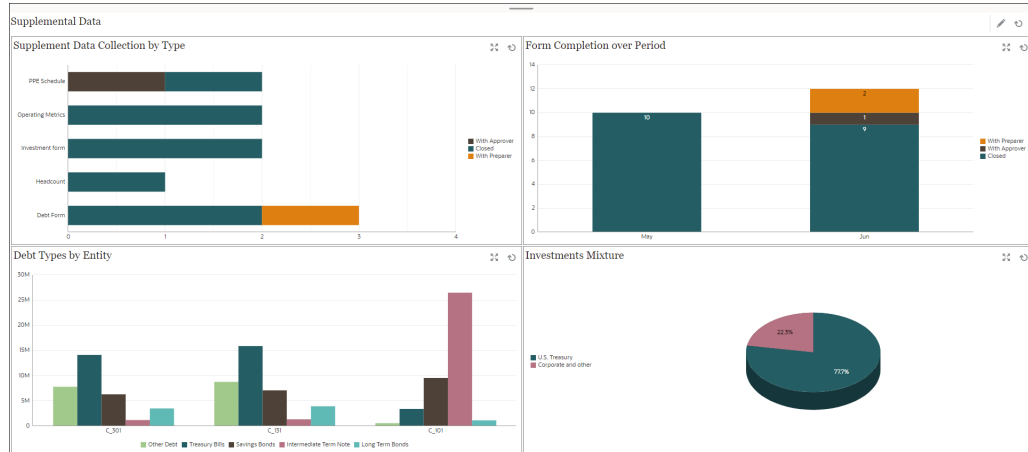 Supplemental Data
Supplement Data Collection by Type
PPE Schedule
Operating Metrics
Investment form
Headcount
Debt Form
0 1 2 3 4
With Approver
Closed
With Preparer
Form Completion over Period
14
12
10
8
6
4
2
0
10
2
1
9
May Jun
With Preparer
With Approver
Closed
Debt Types by Entity
30M
25M
20M
15M
10M
5M
0
C_301 C_151 C_101
Other Debt Treasury Bills Savings Bonds Intermediate Term Note Long Term Bonds
Investments Mixture
U.S. Treasury
Corporate and other
22.3%
77.7%